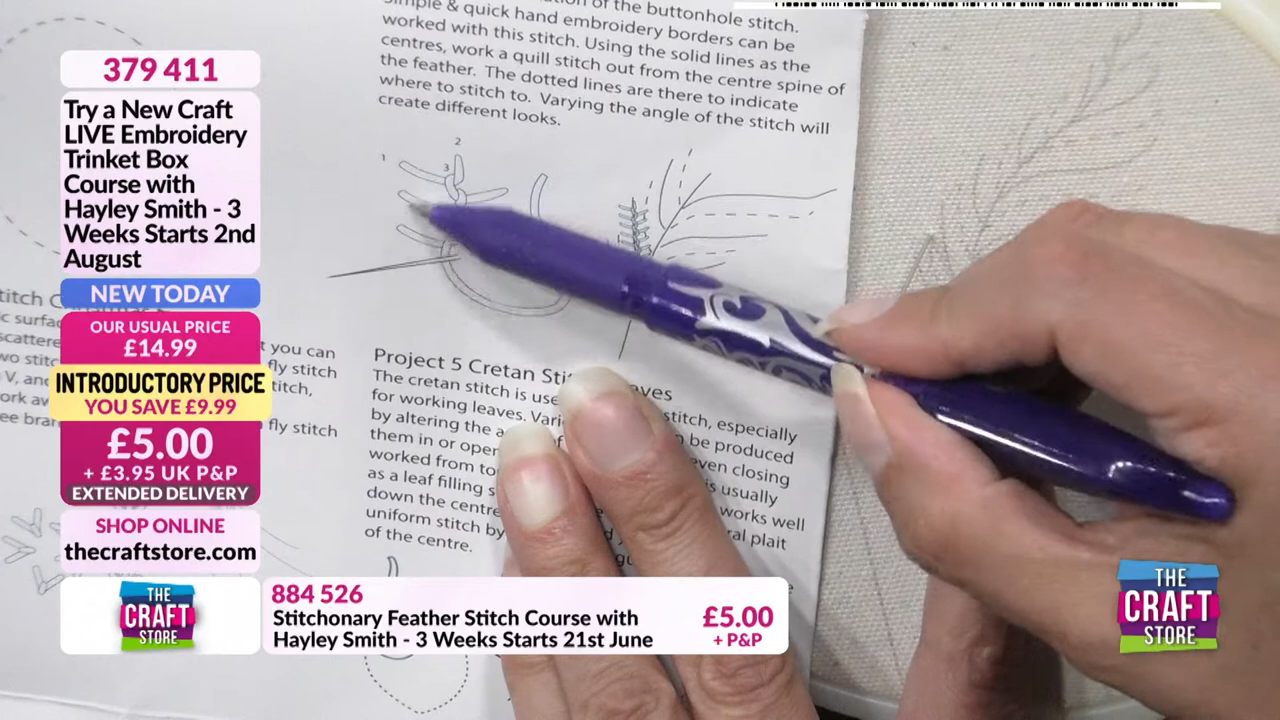 379 411
Try a New Craft
LIVE Embroidery
Trinket Box
Course with
Hayley Smith - 3
Weeks Starts 2nd
August
NEW TODAY
OUR USUAL PRICE
£14.99
INTRODUCTORY PRICE
YOU SAVE £9.99
£5.00
+ £3.95 UK P&P
EXTENDED DELIVERY
SHOP ONLINE
thecraftstore.com
THE
CRAFT
STORE
884 526
Stitchonary Feather Stitch Course with
Hayley Smith - 3 Weeks Starts 21st June
£5.00
+ P&P
THE
CRAFT
STORE
of the buttonhole stitch.
Simple & quick hand embroidery borders can be
worked with this stitch. Using the solid lines as the
centres, work a quill stitch out from the centre spine of
the feather. The dotted lines are there to indicate
where to stitch to. Varying the angle of the stitch will
create different looks.
1
2
3
you can
fly stitch
titch,
fly stitch
Project 5 Cretan
The cretan stitch is
stitch, especially
for working leaves.
be produced
by altering the
even closing
them in or
is usually
worked from
works well
as a leaf filling
plait
down the centre
uniform stitch by
of the centre.